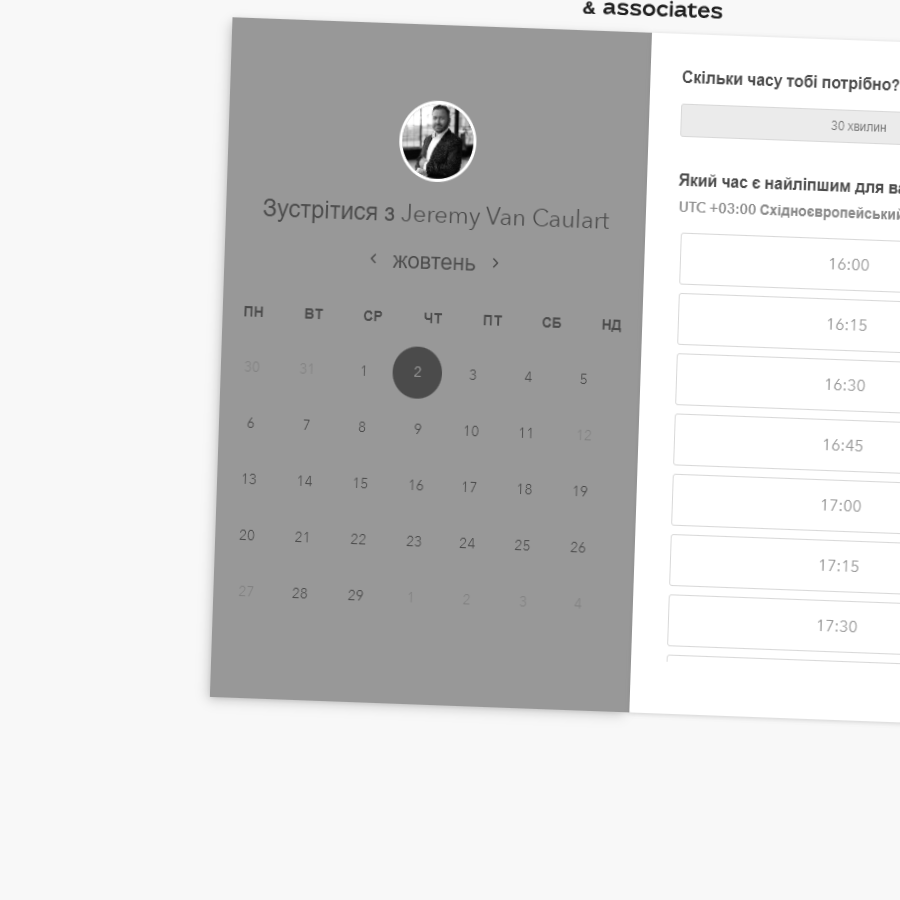 & associates
Зустрітися з Jeremy Van Caulart
‹ жовтень ›
ПН ВТ СР ЧТ ПТ СБ НД
30 31 1 2 3 4 5
6 7 8 9 10 11 12
13 14 15 16 17 18 19
20 21 22 23 24 25 26
27 28 29 1 2 3 4
Скільки часу тобі потрібно?
30 хвилин
Який час є найліпшим для
UTC +03:00 Східноєвропейський
16:00
16:15
16:30
16:45
17:00
17:15
17:30